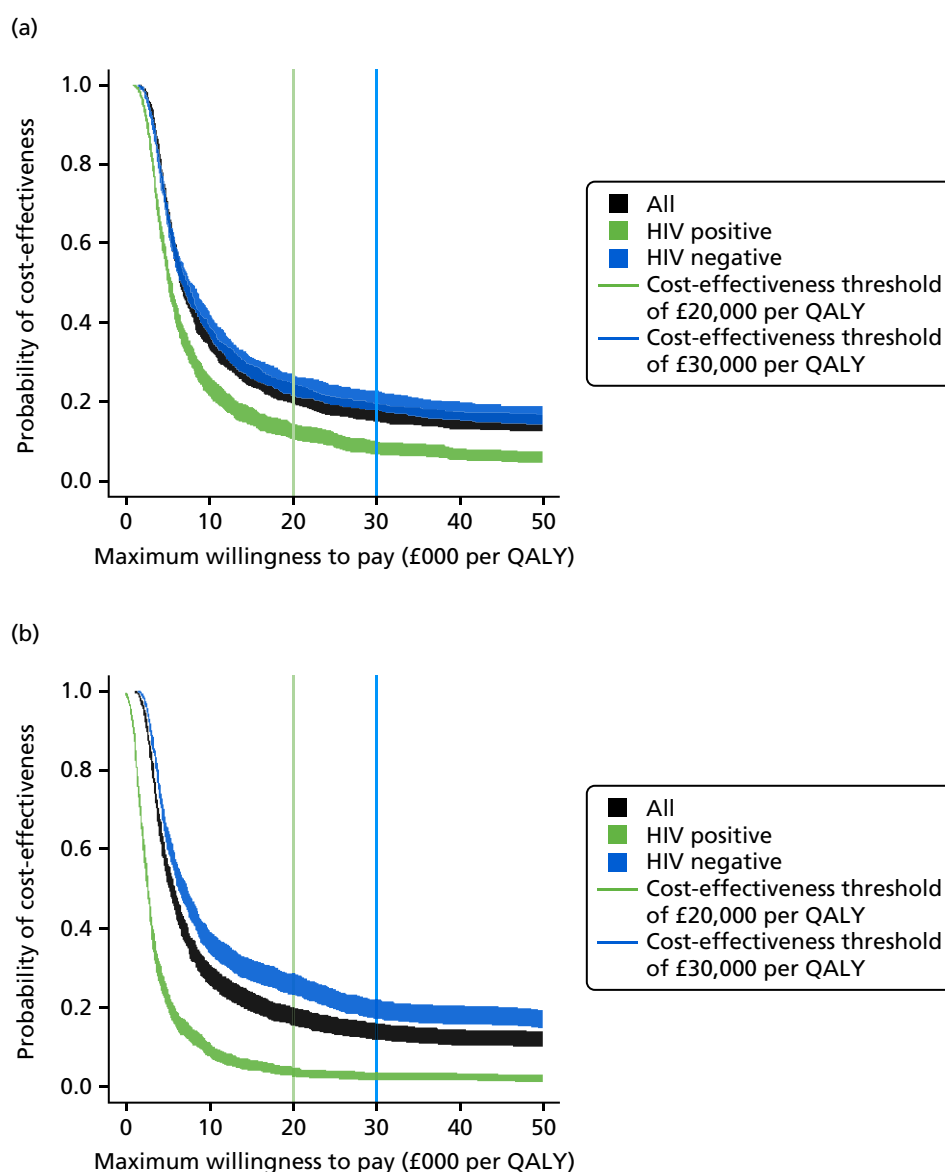 (a)
Probability of cost-effectiveness
1.0
0.8
0.6
0.4
0.2
0.0
0
10
20
30
40
50
Maximum willingness to pay (£000 per QALY)
All
HIV positive
HIV negative
Cost-effectiveness threshold
of £20,000 per QALY
Cost-effectiveness threshold
of £30,000 per QALY
(b)
Probability of cost-effectiveness
1.0
0.8
0.6
0.4
0.2
0.0
0
10
20
30
40
50
Maximum willingness to pay (£000 per QALY)
All
HIV positive
HIV negative
Cost-effectiveness threshold
of £20,000 per QALY
Cost-effectiveness threshold
of £30,000 per QALY